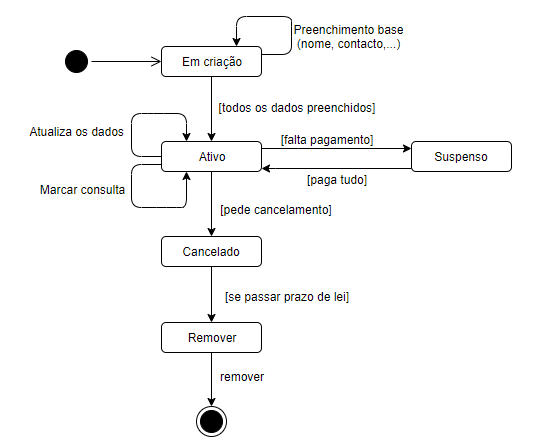 Preenchimento base
(nome, contacto,...)
Em criação
[todos os dados preenchidos]
Atualiza os dados
[falta pagamento]
Ativo
Suspenso
[paga tudo]
Marcar consulta
[pede cancelamento]
Cancelado
[se passar prazo de lei]
Remover
remover